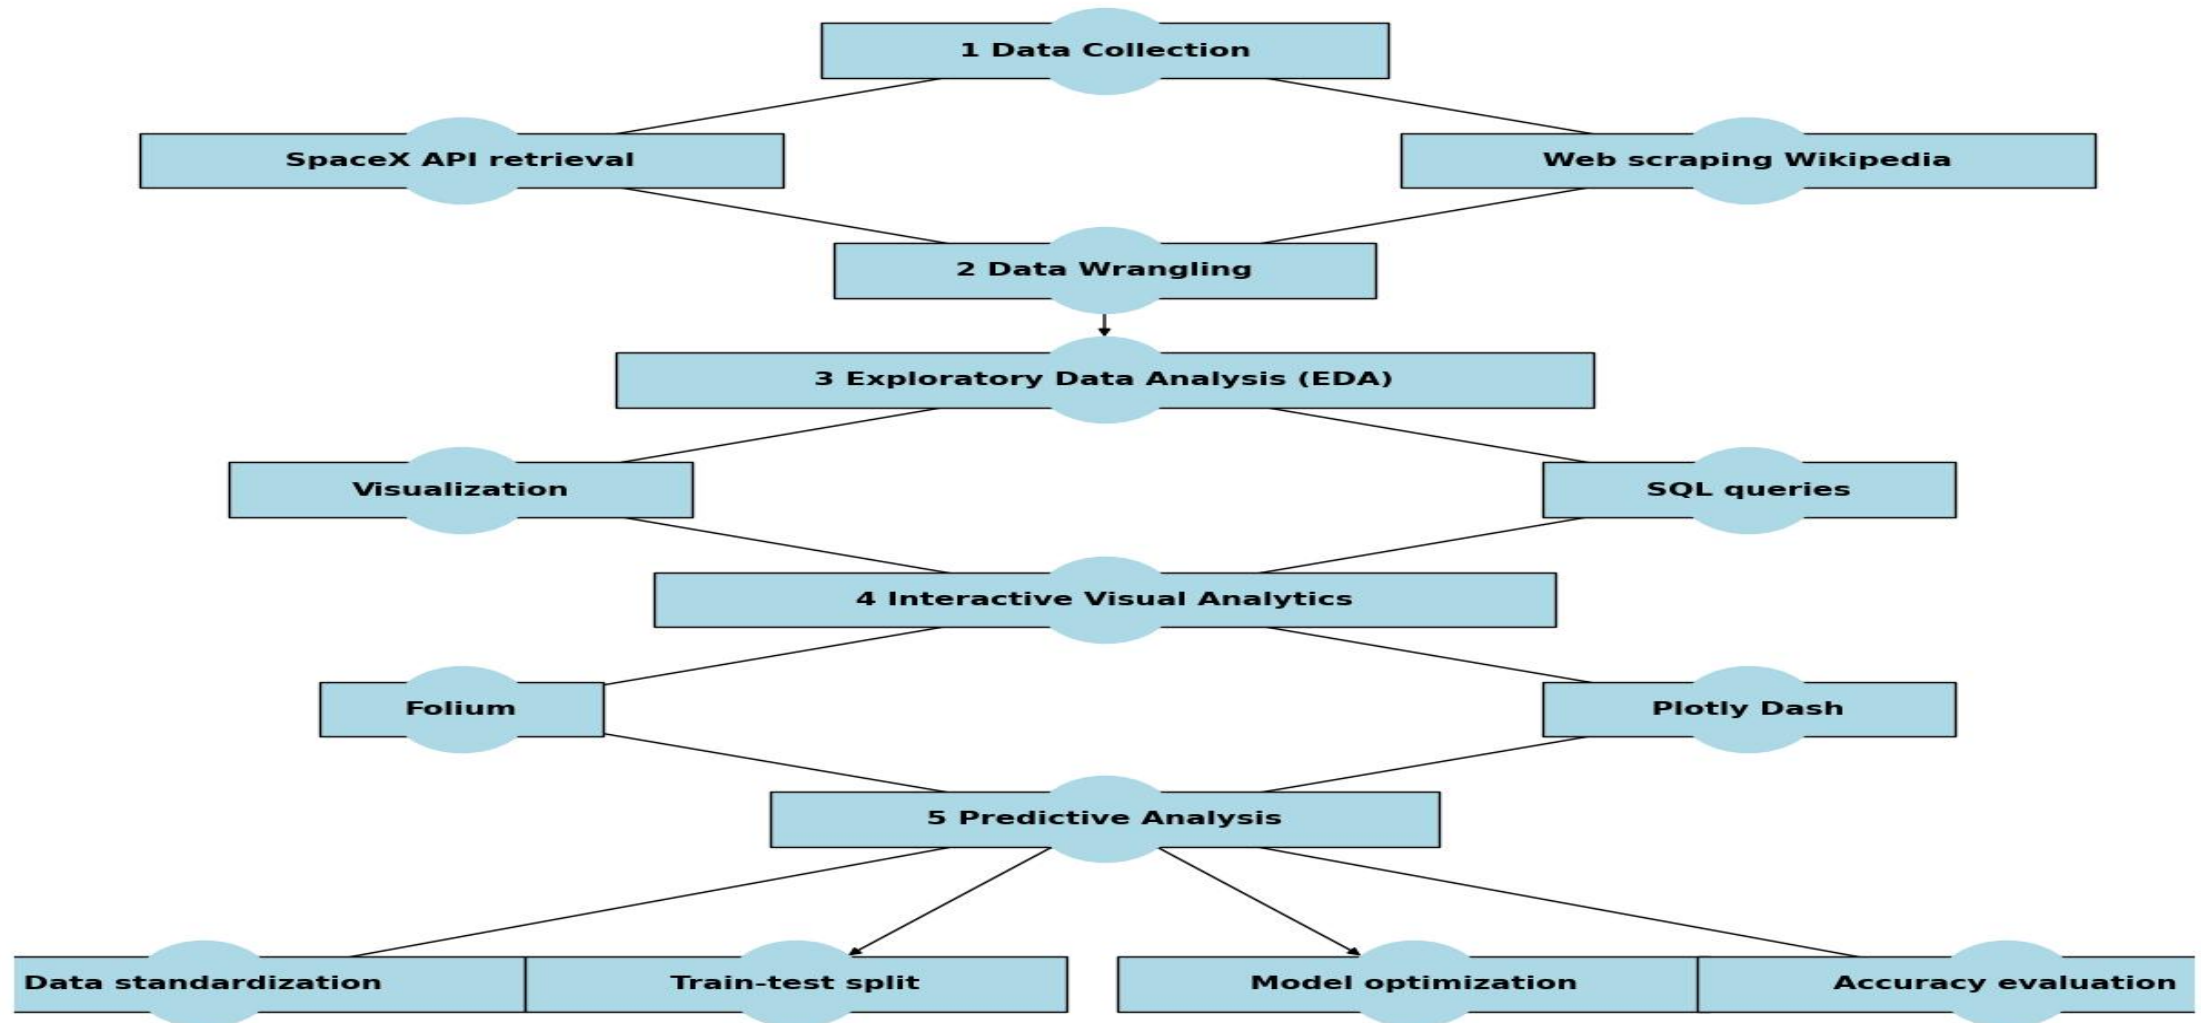 1 Data Collection
SpaceX API retrieval
Web scraping Wikipedia
2 Data Wrangling
3 Exploratory Data Analysis (EDA)
Visualization
SQL queries
4 Interactive Visual Analytics
Folium
Plotly Dash
5 Predictive Analysis
Data standardization
Train-test split
Model optimization
Accuracy evaluation